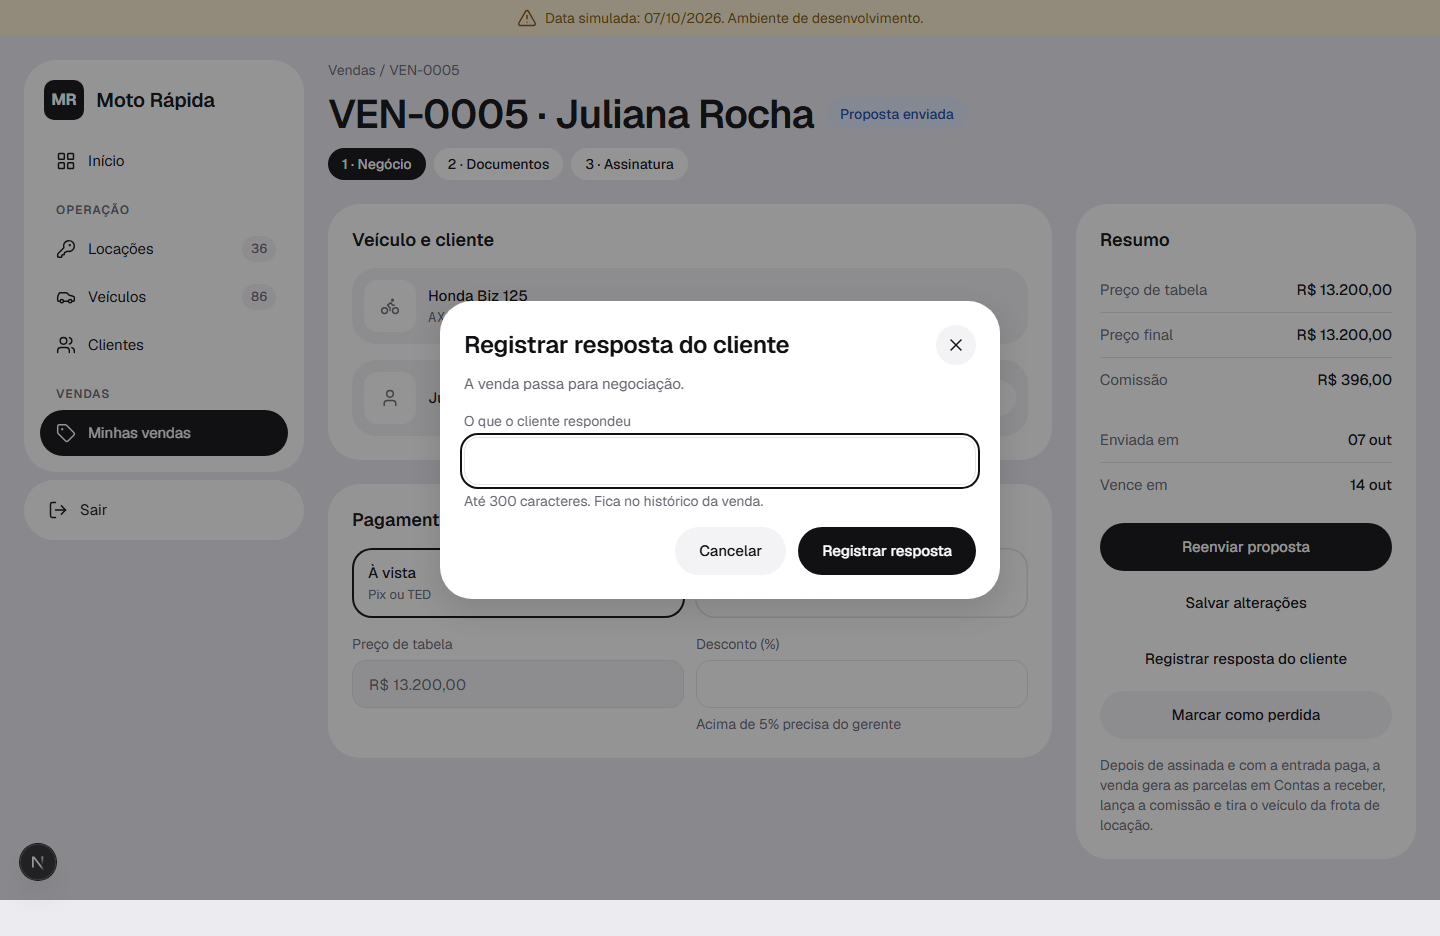 Data simulada: 07/10/2026. Ambiente de desenvolvimento.
MR Moto Rápida
Início
OPERAÇÃO
Locações 36
Veículos 86
Clientes
VENDAS
Minhas vendas
Sair
Vendas / VEN-0005
VEN-0005 · Juliana Rocha Proposta enviada
1 · Negócio 2 · Documentos 3 · Assinatura
Veículo e cliente
Honda Biz 125
Registrar resposta do cliente
A venda passa para negociação.
O que o cliente respondeu
Até 300 caracteres. Fica no histórico da venda.
Cancelar Registrar resposta
À vista
Pix ou TED
Preço de tabela Desconto (%)
R$ 13.200,00
Acima de 5% precisa do gerente
Resumo
Preço de tabela R$ 13.200,00
Preço final R$ 13.200,00
Comissão R$ 396,00
Enviada em 07 out
Vence em 14 out
Reenviar proposta
Salvar alterações
Registrar resposta do cliente
Marcar como perdida
Depois de assinada e com a entrada paga, a
venda gera as parcelas em Contas a receber,
lança a comissão e tira o veículo da frota de
locação.
N